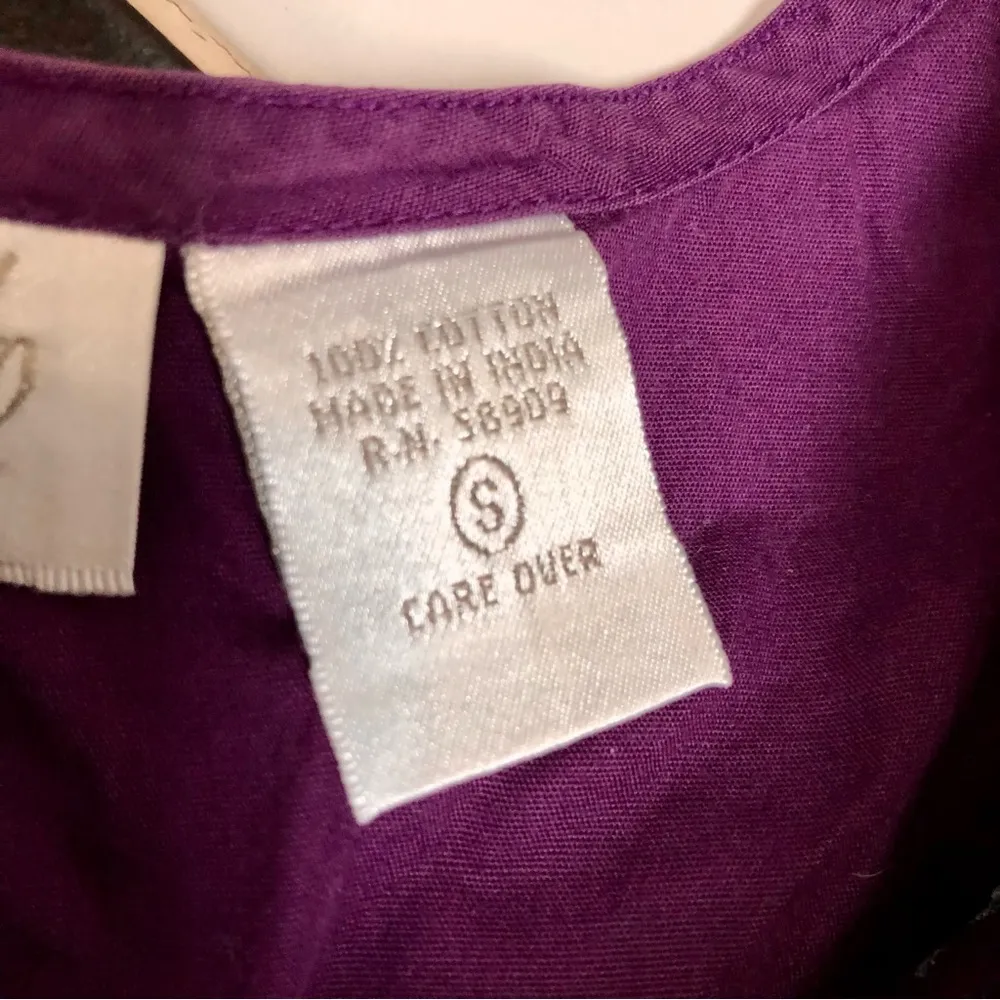 100% COTTON
MADE IN INDIA
R.N. 58909
S
CARE OVER